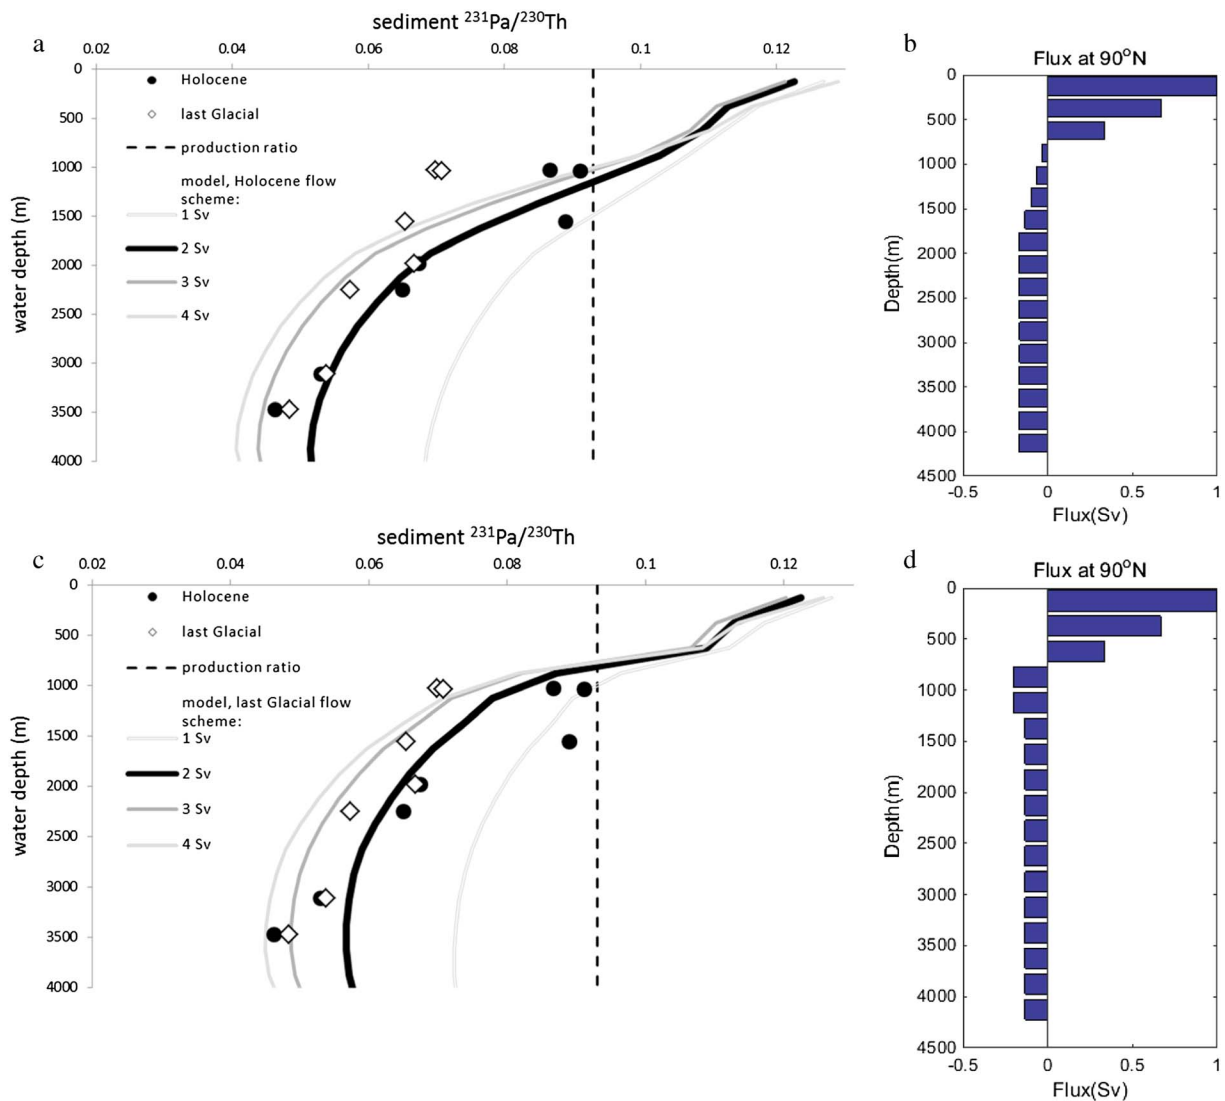 a
sediment ²³¹Pa/²³⁰Th
0.02 0.04 0.06 0.08 0.1 0.12
0
500
1000
1500
2000
2500
3000
3500
4000
water depth (m)
Holocene
last Glacial
production ratio
model, Holocene flow
scheme:
1 Sv
2 Sv
3 Sv
4 Sv
b
Flux at 90°N
0
500
1000
1500
2000
2500
3000
3500
4000
4500
Depth(m)
-0.5 0 0.5 1
Flux(Sv)
c
sediment ²³¹Pa/²³⁰Th
0.02 0.04 0.06 0.08 0.1 0.12
0
500
1000
1500
2000
2500
3000
3500
4000
water depth (m)
Holocene
last Glacial
production ratio
model, last Glacial flow
scheme:
1 Sv
2 Sv
3 Sv
4 Sv
d
Flux at 90°N
0
500
1000
1500
2000
2500
3000
3500
4000
4500
Depth(m)
-0.5 0 0.5 1
Flux(Sv)